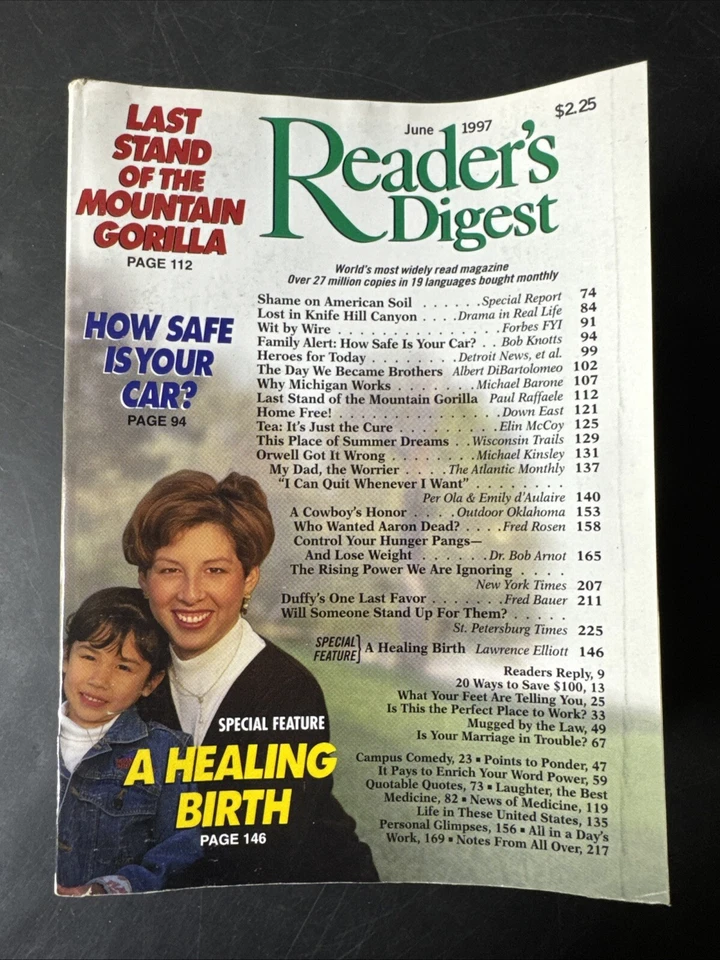 LAST
STAND
OF THE
MOUNTAIN
GORILLA
PAGE 112
HOW SAFE
IS YOUR
CAR?
PAGE 94
June 1997
$2.25
Reader's
Digest
World's most widely read magazine
Over 27 million copies in 19 languages bought monthly
Shame on American Soil . . . . . . Special Report 74
Lost in Knife Hill Canyon . . . . Drama in Real Life 84
Wit by Wire . . . . . . . . . . . . . . . . Forbes FYI 91
Family Alert: How Safe Is Your Car? . . Bob Knotts 94
Heroes for Today . . . . . . . . Detroit News, et al. 99
The Day We Became Brothers Albert DiBartolomeo 102
Why Michigan Works . . . . . . . . Michael Barone 107
Last Stand of the Mountain Gorilla Paul Raffaele 112
Home Free! . . . . . . . . . . . . . . . . Down East 121
Tea: It's Just the Cure . . . . . . . . . Elin McCoy 125
This Place of Summer Dreams . . Wisconsin Trails 129
Orwell Got It Wrong . . . . . . . . Michael Kinsley 131
My Dad, the Worrier . . . . The Atlantic Monthly 137
"I Can Quit Whenever I Want" . . . . . . . .
Per Ola & Emily d'Aulaire 140
A Cowboy's Honor . . . . Outdoor Oklahoma 153
Who Wanted Aaron Dead? . . . . Fred Rosen 158
Control Your Hunger Pangs—
And Lose Weight . . . . . . Dr. Bob Arnot 165
The Rising Power We Are Ignoring . . . .
New York Times 207
Duffy's One Last Favor . . . . . . . Fred Bauer 211
Will Someone Stand Up For Them? . . . . .
St. Petersburg Times 225
SPECIAL
FEATURE] A Healing Birth Lawrence Elliott 146
Readers Reply, 9
20 Ways to Save $100, 13
What Your Feet Are Telling You, 25
Is This the Perfect Place to Work? 33
Mugged by the Law, 49
Is Your Marriage in Trouble? 67
Campus Comedy, 23 ▪ Points to Ponder, 47
It Pays to Enrich Your Word Power, 59
Quotable Quotes, 73 ▪ Laughter, the Best
Medicine, 82 ▪ News of Medicine, 119
Life in These United States, 135
Personal Glimpses, 156 ▪ All in a Day's
Work, 169 ▪ Notes From All Over, 217
SPECIAL FEATURE
A HEALING
BIRTH
PAGE 146